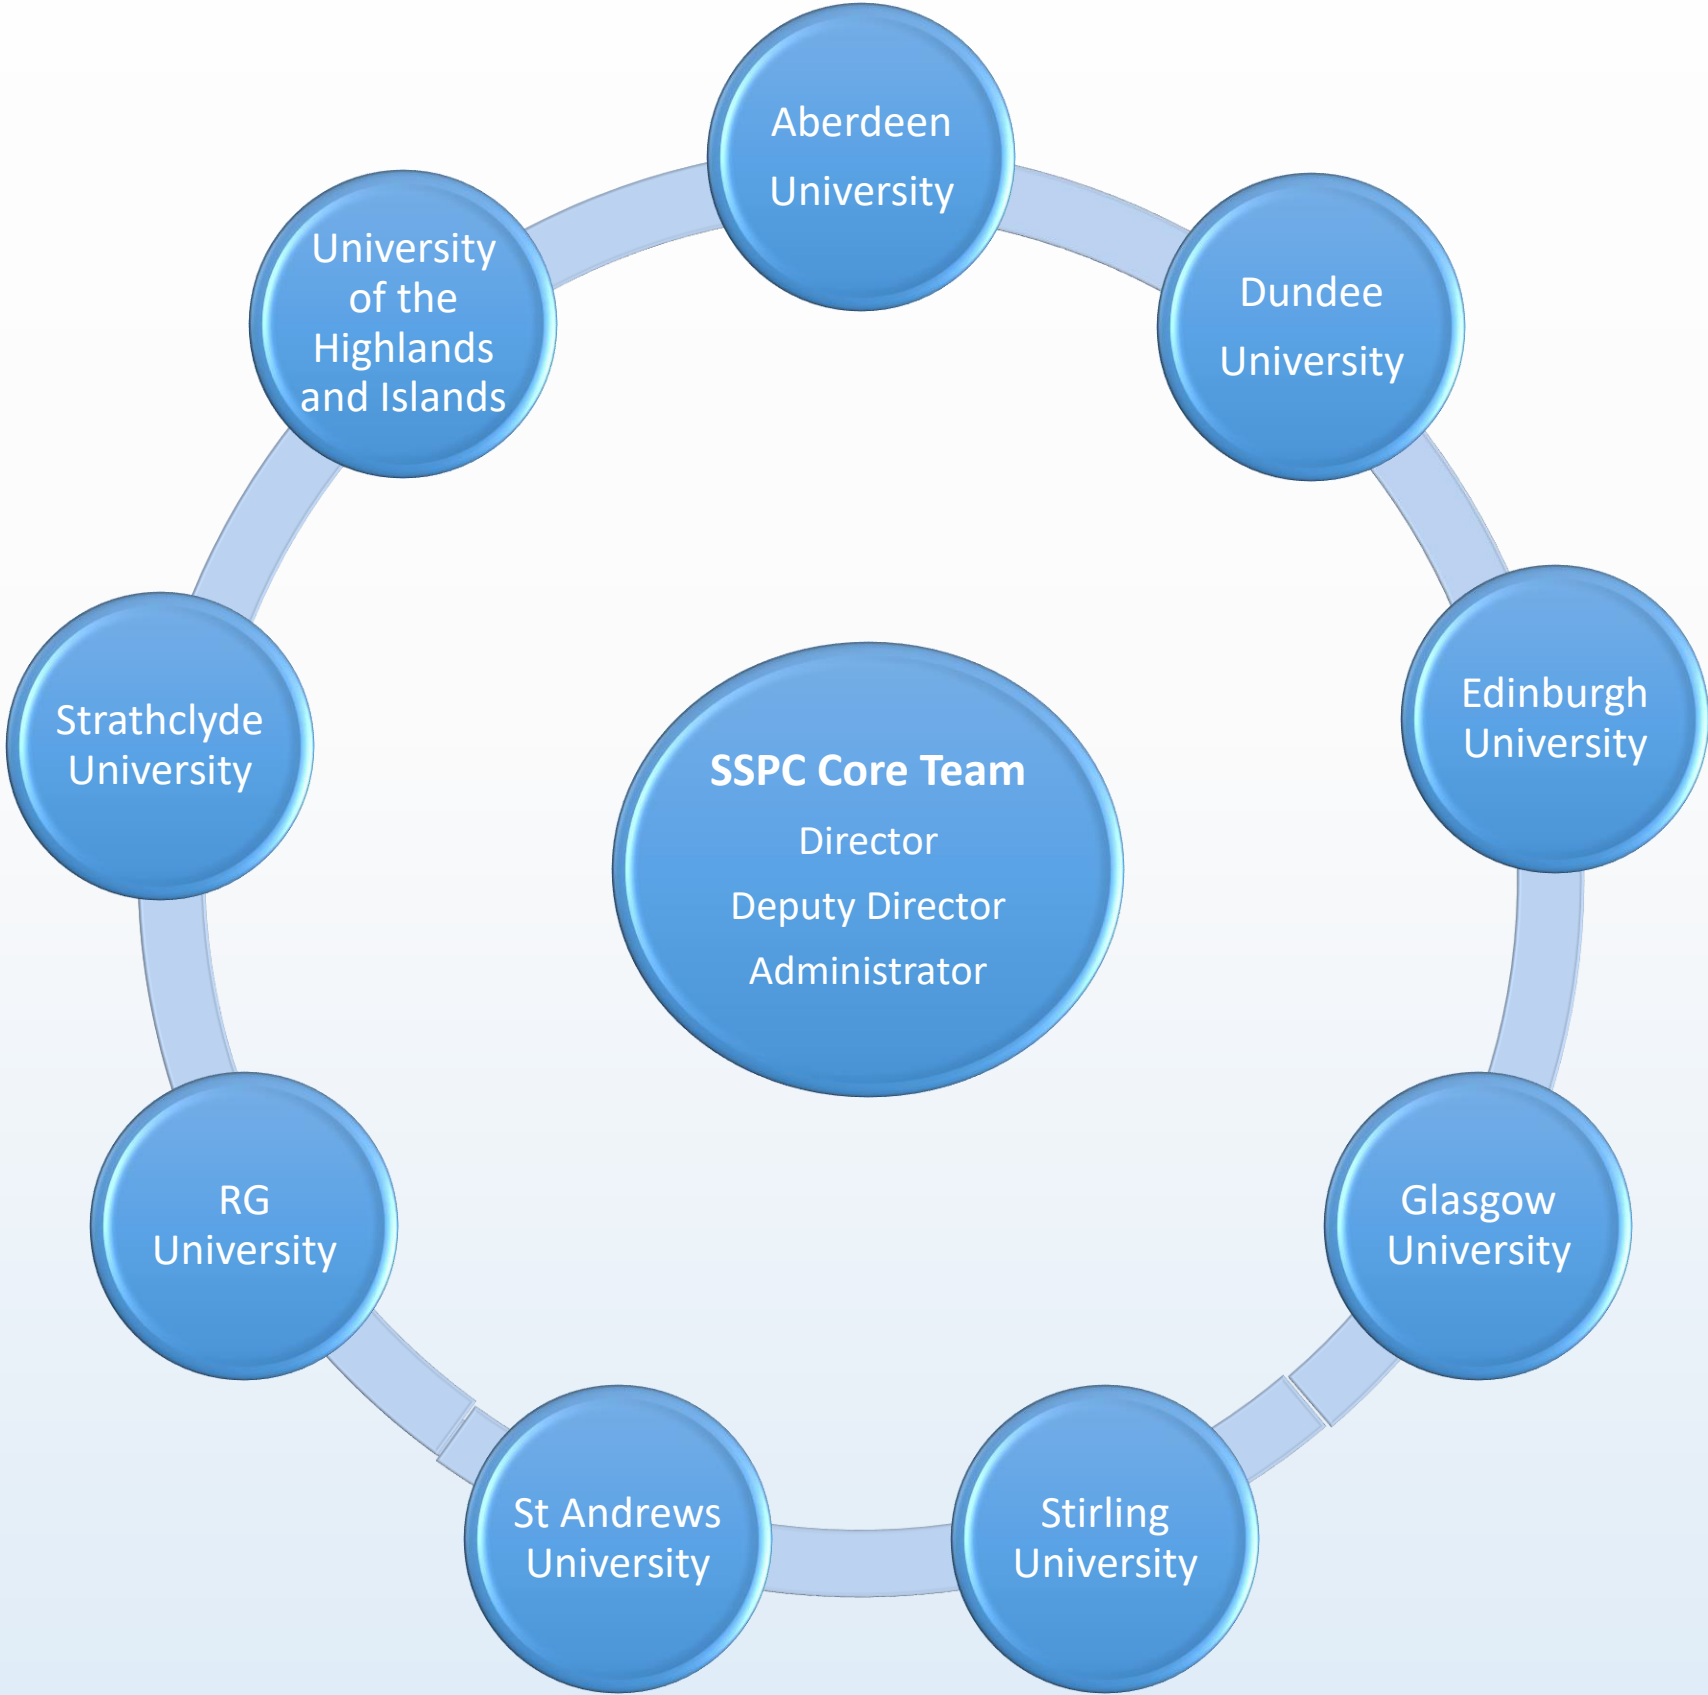 Aberdeen
University
Dundee
University
Edinburgh
University
Glasgow
University
Stirling
University
St Andrews
University
RG
University
Strathclyde
University
University
of the
Highlands
and Islands
SSPC Core Team
Director
Deputy Director
Administrator